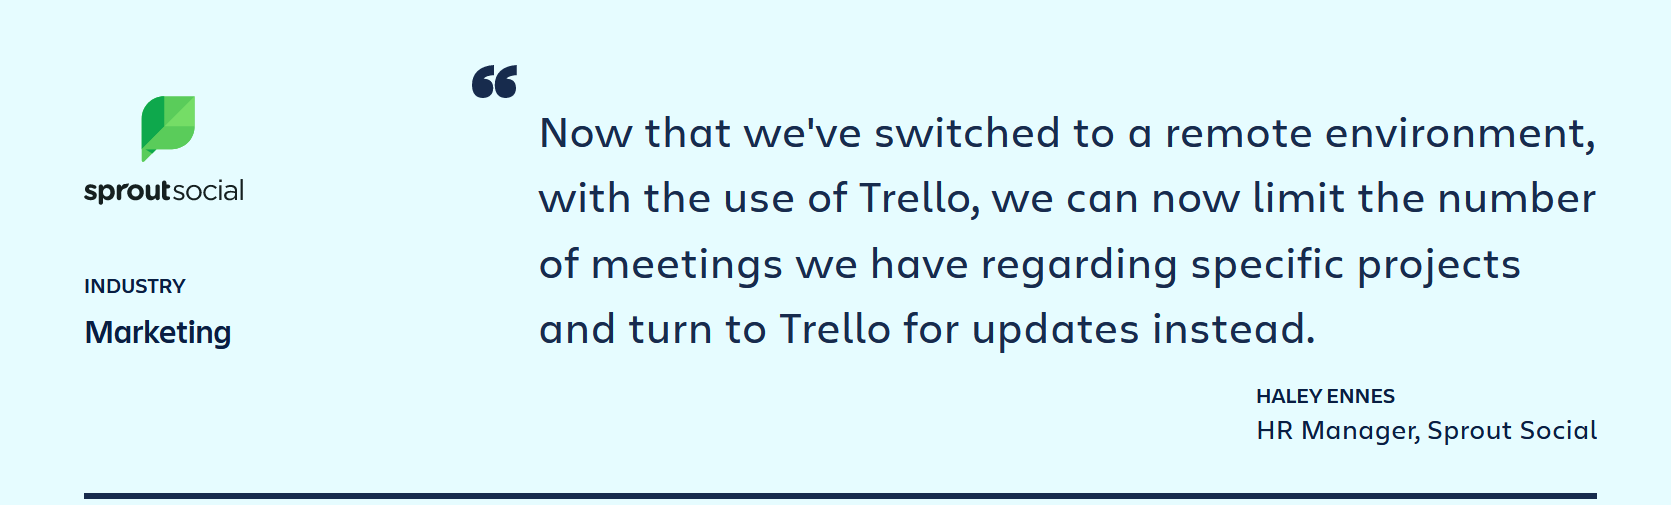 sproutsocial
INDUSTRY
Marketing
“
Now that we've switched to a remote environment,
with the use of Trello, we can now limit the number
of meetings we have regarding specific projects
and turn to Trello for updates instead.
HALEY ENNES
HR Manager, Sprout Social